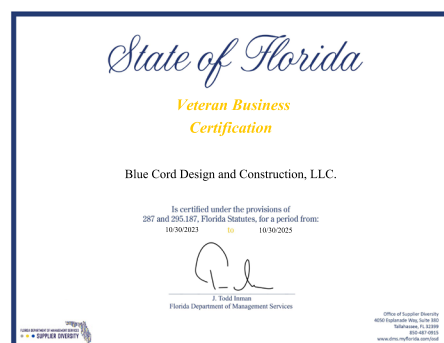 State of Florida
Veteran Business
Certification
Blue Cord Design and Construction, LLC.
Is certified under the provisions of
287 and 295.187, Florida Statutes, for a period from:
10/30/2023 to 10/30/2025
J. Todd Inman
Florida Department of Management Services
FLORIDA DEPARTMENT OF MANAGEMENT SERVICES
SUPPLIER DIVERSITY
Office of Supplier Diversity
4050 Esplanade Way, Suite 380
Tallahassee, FL 32399
850-487-0915
www.dms.myflorida.com/osd